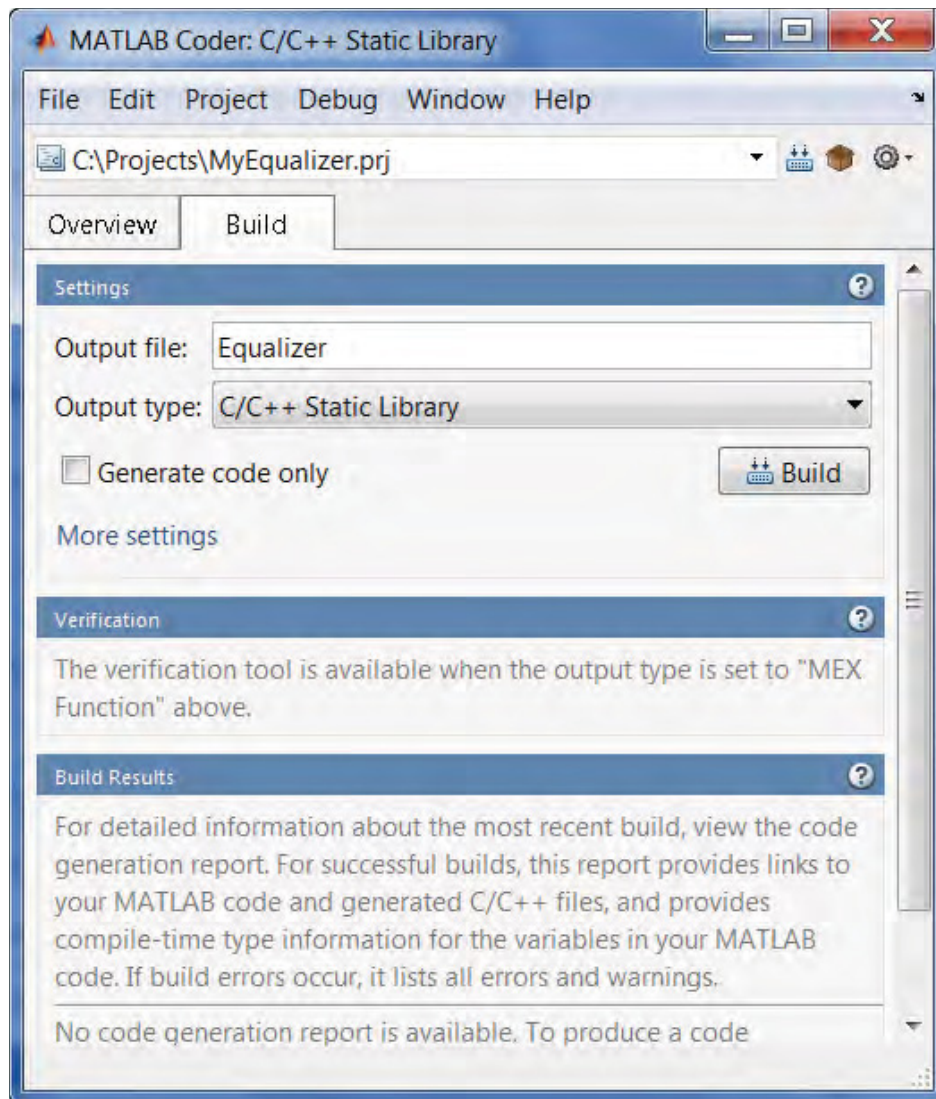 MATLAB Coder: C/C++ Static Library
File Edit Project Debug Window Help
C:\Projects\MyEqualizer.prj
Overview Build
Settings
Output file: Equalizer
Output type: C/C++ Static Library
Generate code only Build
More settings
Verification
The verification tool is available when the output type is set to "MEX
Function" above.
Build Results
For detailed information about the most recent build, view the code
generation report. For successful builds, this report provides links to
your MATLAB code and generated C/C++ files, and provides
compile-time type information for the variables in your MATLAB
code. If build errors occur, it lists all errors and warnings.
No code generation report is available. To produce a code